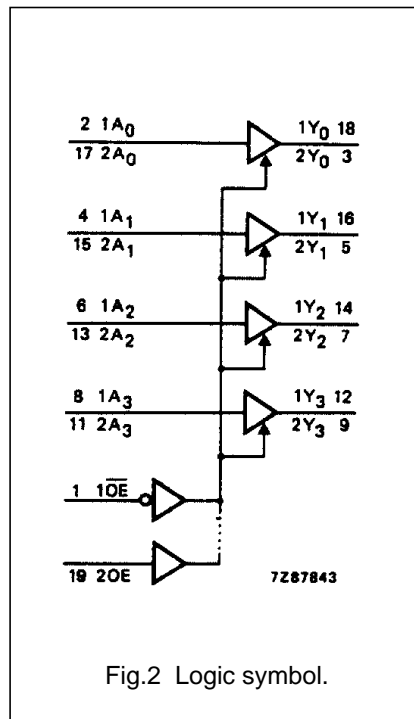 2 1A₀ 1Y₀ 18
17 2A₀ 2Y₀ 3
4 1A₁ 1Y₁ 16
15 2A₁ 2Y₁ 5
6 1A₂ 1Y₂ 14
13 2A₂ 2Y₂ 7
8 1A₃ 1Y₃ 12
11 2A₃ 2Y₃ 9
1 1O̅E̅
19 2OE 7Z87843
Fig.2 Logic symbol.